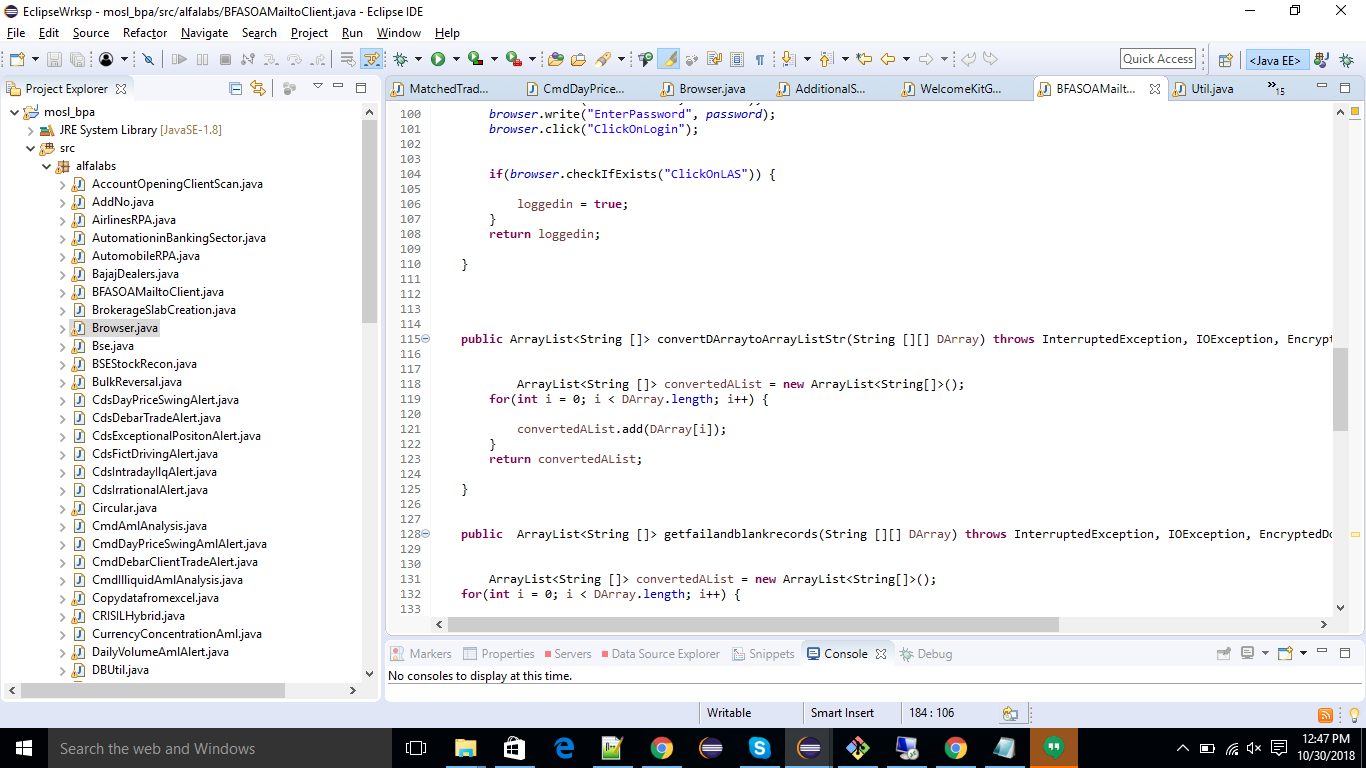 EclipseWrksp - mosl_bpa/src/alfalabs/BFASOAMailtoClient.java - Eclipse IDE
File Edit Source Refactor Navigate Search Project Run Window Help
Quick Access
<Java EE>
Project Explorer
MatchedTrad...
CmdDayPrice...
Browser.java
AdditionalS...
WelcomeKitG...
BFASOAMailt...
Util.java
»15
mosl_bpa
JRE System Library [JavaSE-1.8]
src
alfalabs
AccountOpeningClientScan.java
AddNo.java
AirlinesRPA.java
AutomationinBankingSector.java
AutomobileRPA.java
BajajDealers.java
BFASOAMailtoClient.java
BrokerageSlabCreation.java
Browser.java
Bse.java
BSEStockRecon.java
BulkReversal.java
CdsDayPriceSwingAlert.java
CdsDebarTradeAlert.java
CdsExceptionalPositonAlert.java
CdsFictDrivingAlert.java
CdsIntradayIlqAlert.java
CdsIrrationalAlert.java
Circular.java
CmdAmlAnalysis.java
CmdDayPriceSwingAmlAlert.java
CmdDebarClientTradeAlert.java
CmdIlliquidAmlAnalysis.java
Copydatafromexcel.java
CRISILHybrid.java
CurrencyConcentrationAml.java
DailyVolumeAmlAlert.java
DBUtil.java
100 browser.write("EnterPassword", password);
101 browser.click("ClickOnLogin");
102
103
104 if(browser.checkIfExists("ClickOnLAS")) {
105
106 loggedin = true;
107 }
108 return loggedin;
109
110 }
111
112
113
114
115 public ArrayList<String []> convertDArraytoArrayListStr(String [][] DArray) throws InterruptedException, IOException, Encrypt
116
117
118 ArrayList<String []> convertedAList = new ArrayList<String[]>();
119 for(int i = 0; i < DArray.length; i++) {
120
121 convertedAList.add(DArray[i]);
122 }
123 return convertedAList;
124
125 }
126
127
128 public ArrayList<String []> getfailandblankrecords(String [][] DArray) throws InterruptedException, IOException, EncryptedDo
129
130
131 ArrayList<String []> convertedAList = new ArrayList<String[]>();
132 for(int i = 0; i < DArray.length; i++) {
133
Markers Properties Servers Data Source Explorer Snippets Console Debug
No consoles to display at this time.
Writable Smart Insert 184 : 106
Search the web and Windows
12:47 PM
10/30/2018